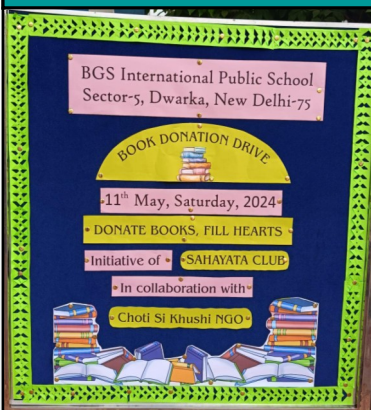 BGS International Public School
Sector-5, Dwarka, New Delhi-75
BOOK DONATION DRIVE
11th May, Saturday, 2024
DONATE BOOKS, FILL HEARTS
Initiative of SAHAYATA CLUB
In collaboration with
Choti Si Khushi NGO